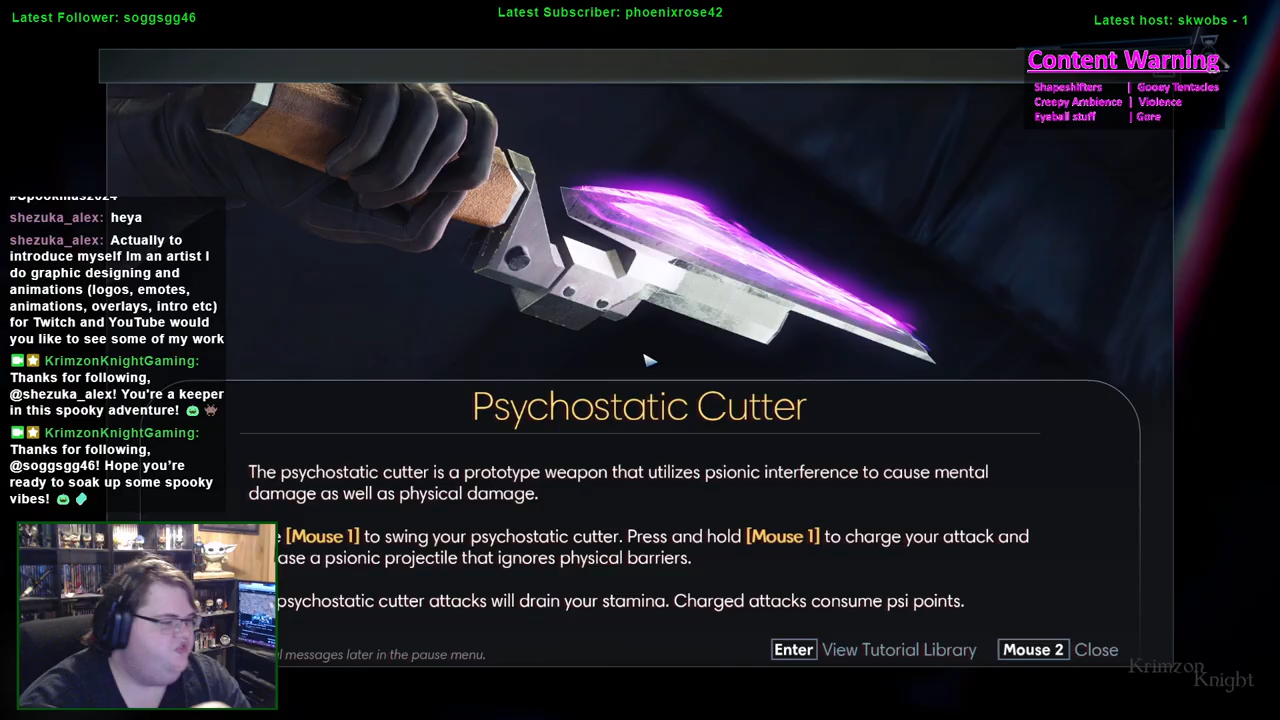 Latest Follower: soggsgg46
Latest Subscriber: phoenixrose42
Latest host: skwobs - 1
Content Warning
Shapeshifters | Gooey Tentacles
Creepy Ambience | Violence
Eyeball stuff | Gore
shezuka_alex: heya
shezuka_alex: Actually to
introduce myself Im an artist I
do graphic designing and
animations (logos, emotes,
animations, overlays, intro etc)
for Twitch and YouTube would
you like to see some of my work
KrimzonKnightGaming:
Thanks for following,
@shezuka_alex! You're a keeper
in this spooky adventure!
KrimzonKnightGaming:
Thanks for following,
@soggsgg46! Hope you're
ready to soak up some spooky
vibes!
Psychostatic Cutter
The psychostatic cutter is a prototype weapon that utilizes psionic interference to cause mental
damage as well as physical damage.
[Mouse 1] to swing your psychostatic cutter. Press and hold [Mouse 1] to charge your attack and
a psionic projectile that ignores physical barriers.
psychostatic cutter attacks will drain your stamina. Charged attacks consume psi points.
messages later in the pause menu.
Enter View Tutorial Library
Mouse 2 Close
Krimzon
Knight